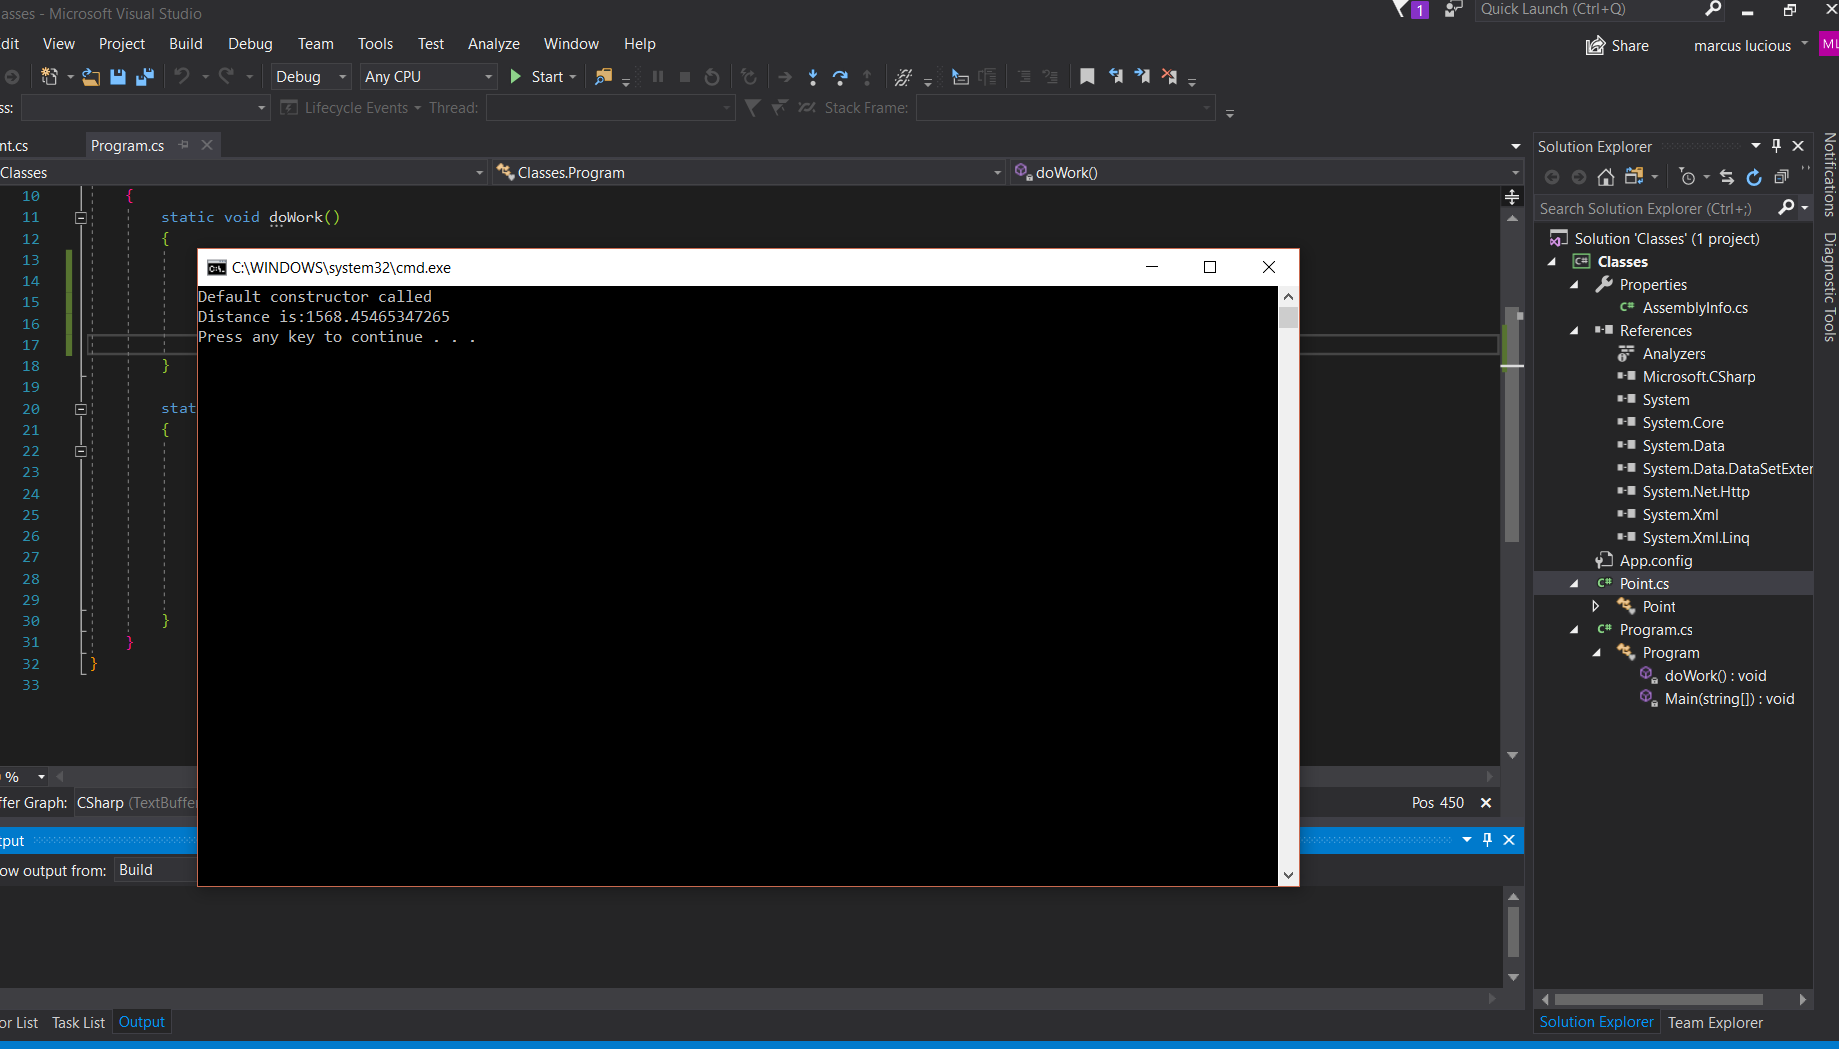 asses - Microsoft Visual Studio
1
Quick Launch (Ctrl+Q)
dit View Project Build Debug Team Tools Test Analyze Window Help
Share marcus lucious ML
Debug Any CPU Start
ss: Lifecycle Events Thread: Stack Frame:
nt.cs Program.cs
Classes Classes.Program doWork()
10 {
11 static void doWork()
12 {
13
14
15
16
17
18 }
19
20 stat
21 {
22
23
24
25
26
27
28
29
30 }
31 }
32 }
33
C:\WINDOWS\system32\cmd.exe
Default constructor called
Distance is:1568.45465347265
Press any key to continue . . .
%
ffer Graph: CSharp (TextBuffe
Pos 450
tput
ow output from: Build
or List Task List Output
Solution Explorer
Search Solution Explorer (Ctrl+;)
Solution 'Classes' (1 project)
C# Classes
Properties
C# AssemblyInfo.cs
References
Analyzers
Microsoft.CSharp
System
System.Core
System.Data
System.Data.DataSetExter
System.Net.Http
System.Xml
System.Xml.Linq
App.config
C# Point.cs
Point
C# Program.cs
Program
doWork() : void
Main(string[]) : void
Solution Explorer Team Explorer
Notifications
Diagnostic Tools